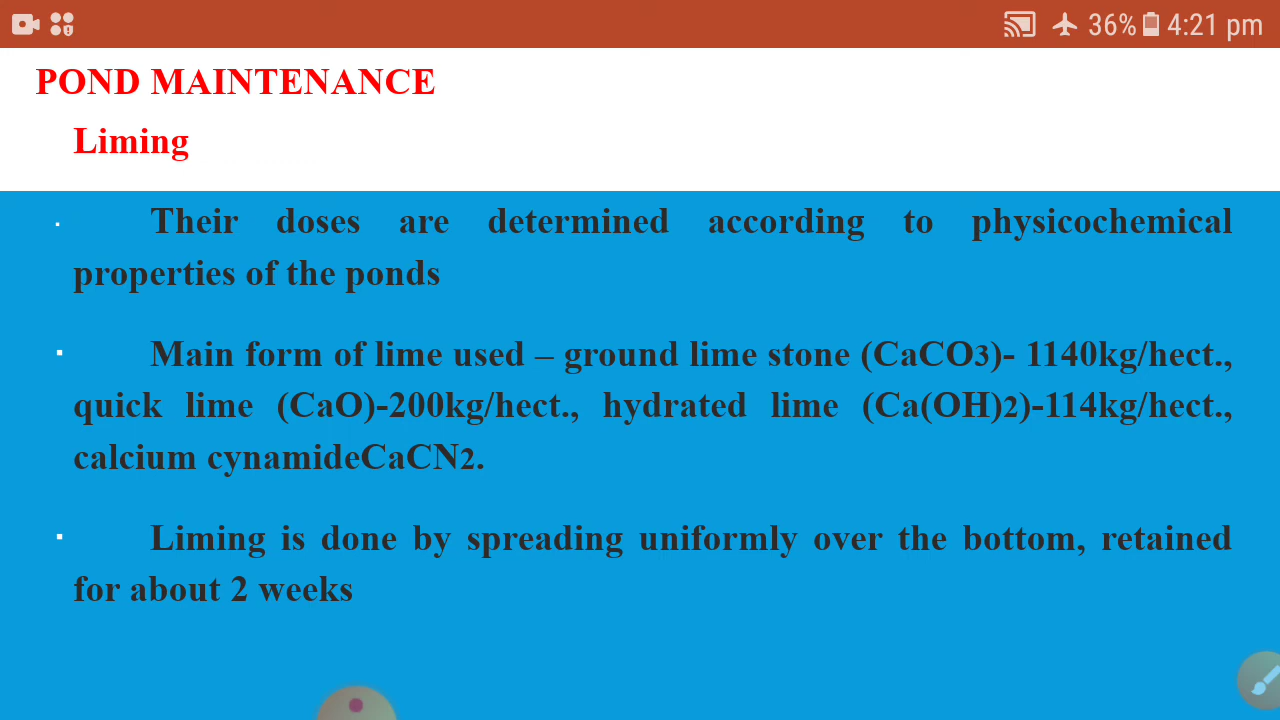 36% 4:21 pm
POND MAINTENANCE
Liming
Their doses are determined according to physicochemical
properties of the ponds
Main form of lime used – ground lime stone (CaCO3)- 1140kg/hect.,
quick lime (CaO)-200kg/hect., hydrated lime (Ca(OH)2)-114kg/hect.,
calcium cynamideCaCN2.
Liming is done by spreading uniformly over the bottom, retained
for about 2 weeks